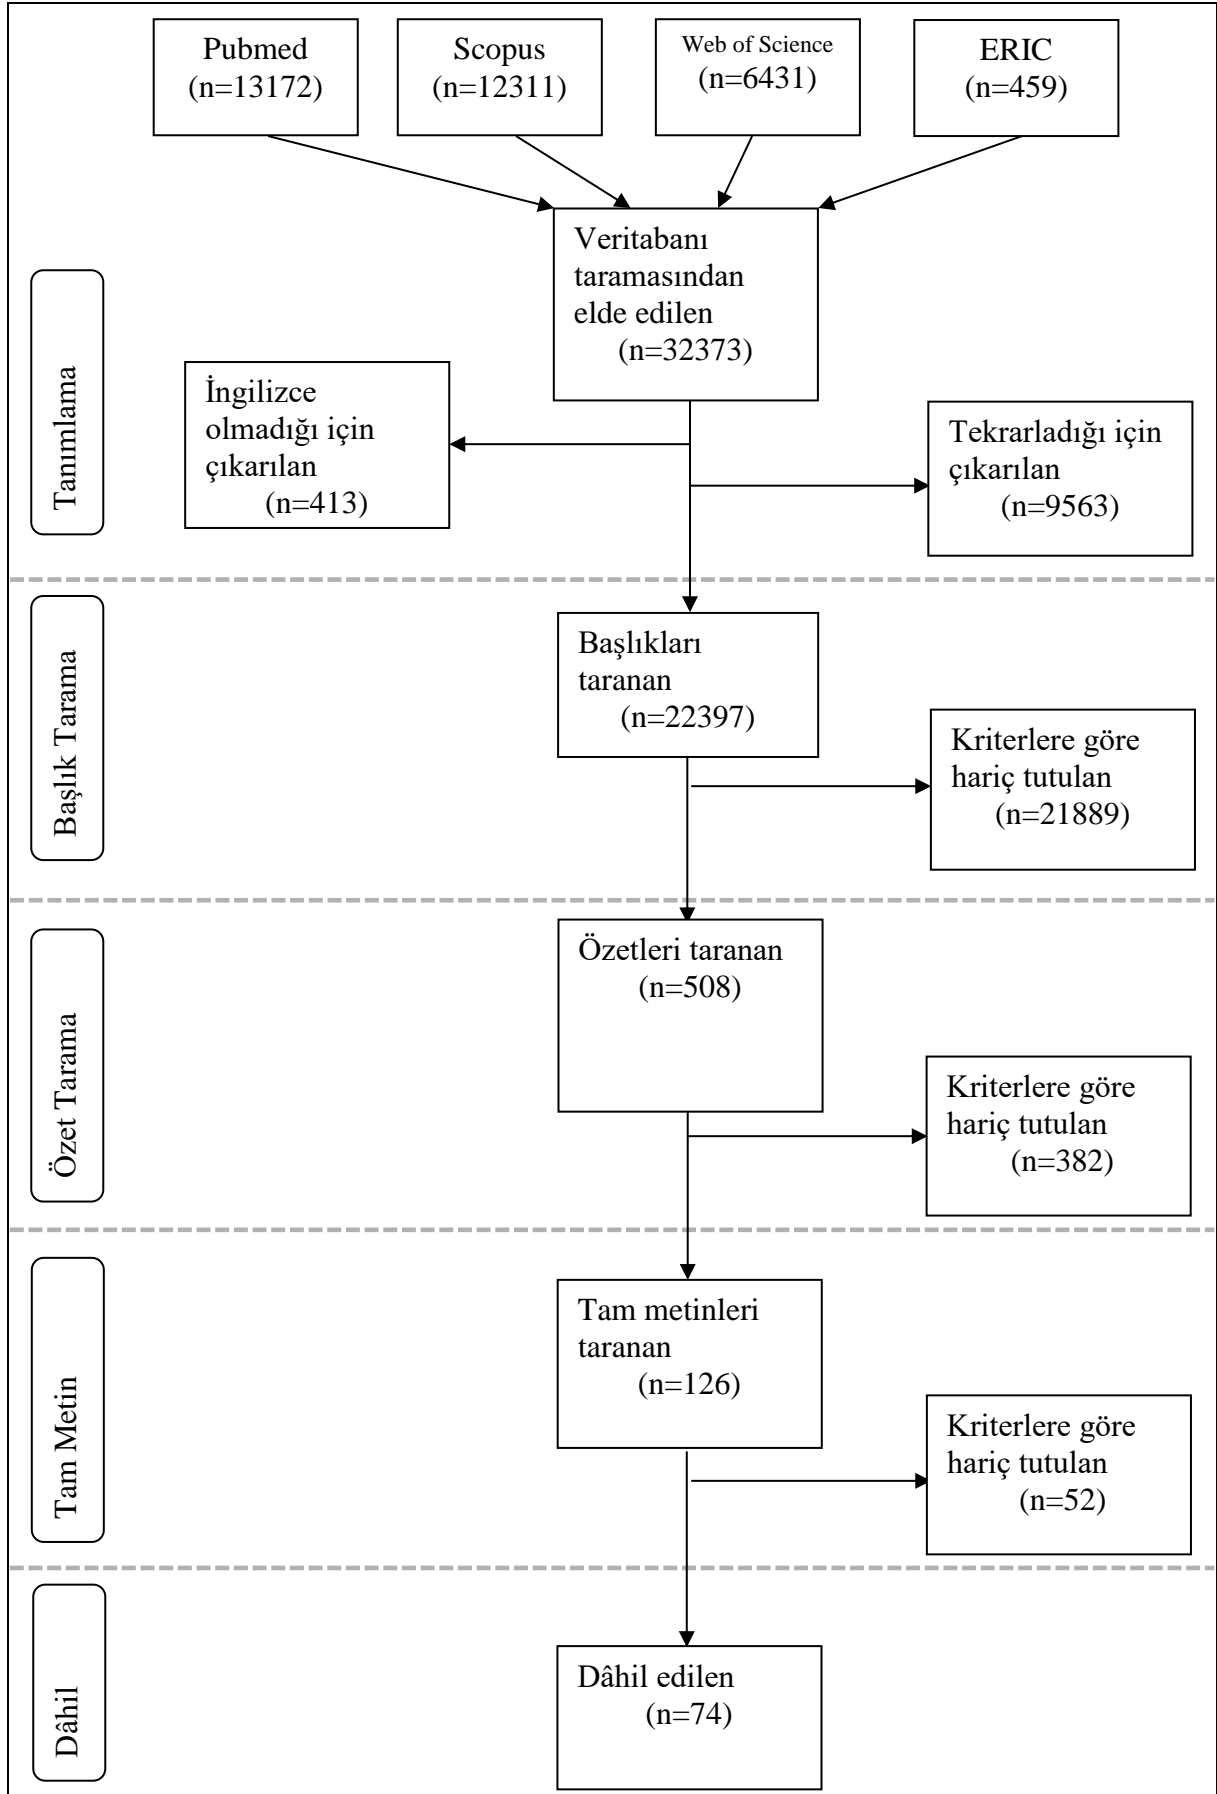 Pubmed
(n=13172)
Scopus
(n=12311)
Web of Science
(n=6431)
ERIC
(n=459)
Veritabanı
taramasından
elde edilen
(n=32373)
Tanımlama
İngilizce
olmadığı için
çıkarılan
(n=413)
Tekrarladığı için
çıkarılan
(n=9563)
Başlık Tarama
Başlıkları
taranan
(n=22397)
Kriterlere göre
hariç tutulan
(n=21889)
Özet Tarama
Özetleri taranan
(n=508)
Kriterlere göre
hariç tutulan
(n=382)
Tam Metin
Tam metinleri
taranan
(n=126)
Kriterlere göre
hariç tutulan
(n=52)
Dâhil
Dâhil edilen
(n=74)